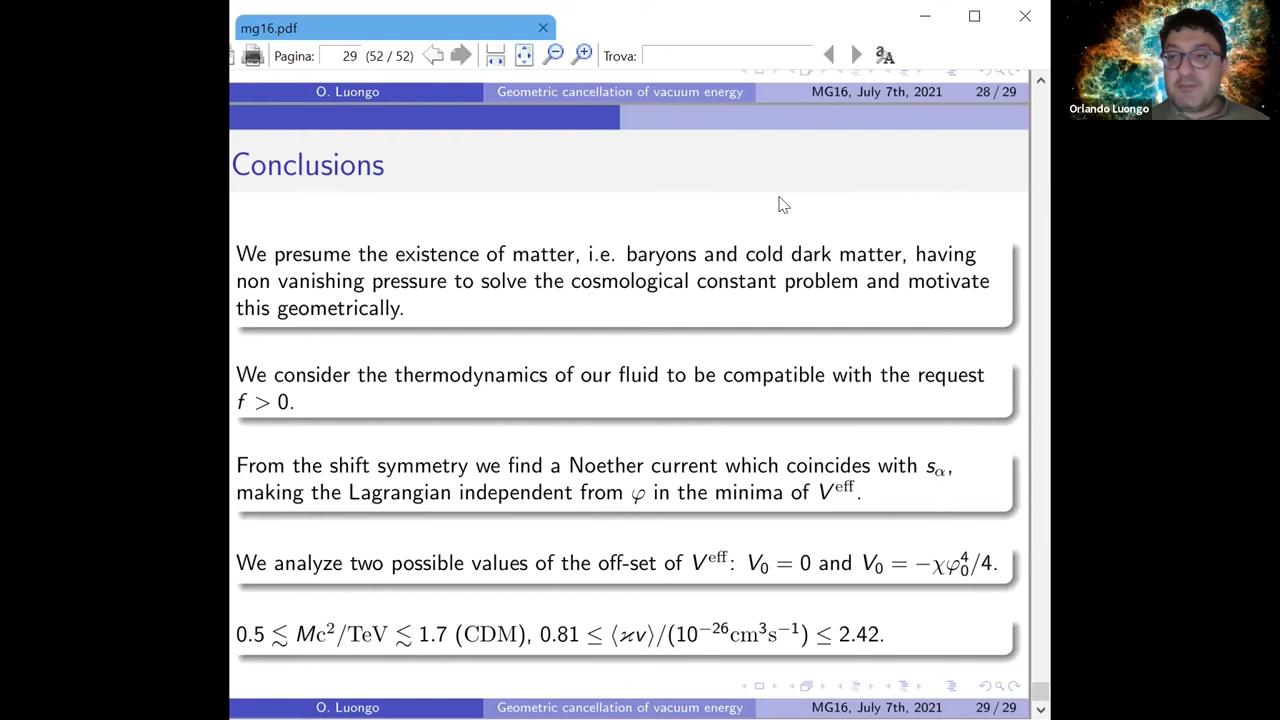 mg16.pdf
Pagina: 29 (52 / 52) Trova:
O. Luongo Geometric cancellation of vacuum energy MG16, July 7th, 2021 28 / 29
Orlando Luongo
Conclusions
We presume the existence of matter, i.e. baryons and cold dark matter, having
non vanishing pressure to solve the cosmological constant problem and motivate
this geometrically.
We consider the thermodynamics of our fluid to be compatible with the request
f > 0.
From the shift symmetry we find a Noether current which coincides with s_α,
making the Lagrangian independent from φ in the minima of V^eff.
We analyze two possible values of the off-set of V^eff: V_0 = 0 and V_0 = −χφ_0^4/4.
0.5 ≲ Mc^2/TeV ≲ 1.7 (CDM), 0.81 ≤ ⟨ϰv⟩/(10^−26cm^3s^−1) ≤ 2.42.
O. Luongo Geometric cancellation of vacuum energy MG16, July 7th, 2021 29 / 29